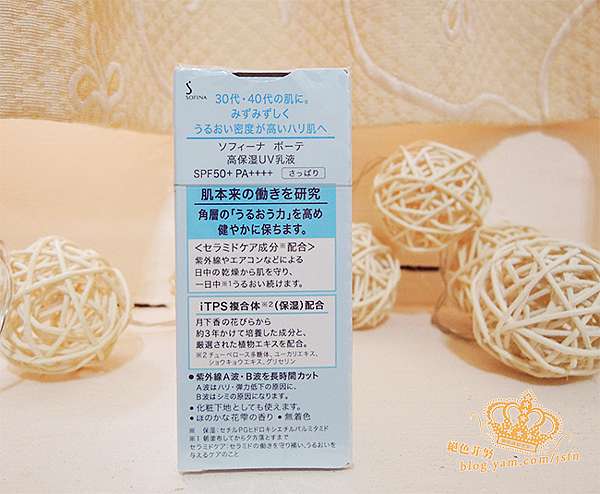 SOFINA
30代・40代の肌に。
みずみずしく
うるおい密度が高いハリ肌へ
ソフィーナ ボーテ
高保湿UV乳液
SPF50+ PA++++ さっぱり
肌本来の働きを研究
角層の「うるおう力」を高め
健やかに保ちます。
<セラミドケア成分※配合>
紫外線やエアコンなどによる
日中の乾燥から肌を守り、
一日中※1うるおい続けます。
iTPS複合体※2(保湿)配合
月下香の花びらから
約3年かけて培養した成分と、
厳選された植物エキスを配合。
※2 チューベローズ多糖体、ユーカリエキス、
ショウキョウエキス、グリセリン
●紫外線A波・B波を長時間カット
A波はハリ・弾力低下の原因に、
B波はシミの原因になります。
●化粧下地としても使えます。
●ほのかな花雫の香り ●無着色
※ 保湿:セチルPGヒドロキシエチルパルミタミド
※1 朝塗布してから夕方落とすまで
セラミドケア:セラミドの働きを守り補い、うるおいを
与えるケアのこと
絕色非努
blog.yam.com/jsfn